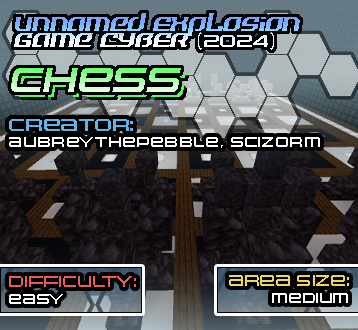 UNNAMED EXPLOSION
GAME CYBER (2024)
CHESS
CREATOR:
AUBREYTHEPEBBLE, SCIZORM
DIFFICULTY:
EASY
AREA SIZE:
MEDIUM